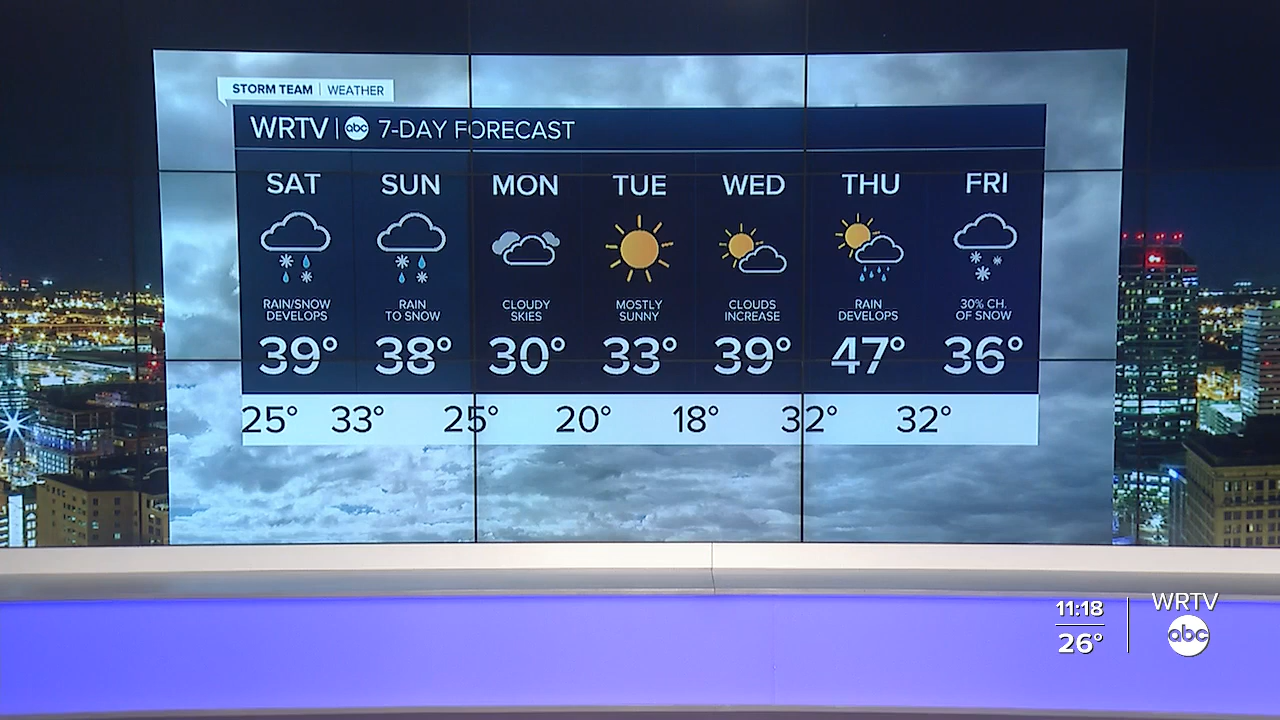 STORM TEAM | WEATHER
WRTV | abc 7-DAY FORECAST
SAT SUN MON TUE WED THU FRI
RAIN/SNOW DEVELOPS
RAIN TO SNOW
CLOUDY SKIES
MOSTLY SUNNY
CLOUDS INCREASE
RAIN DEVELOPS
30% CH. OF SNOW
39° 38° 30° 33° 39° 47° 36°
25° 33° 25° 20° 18° 32° 32°
11:18
26°
WRTV
abc